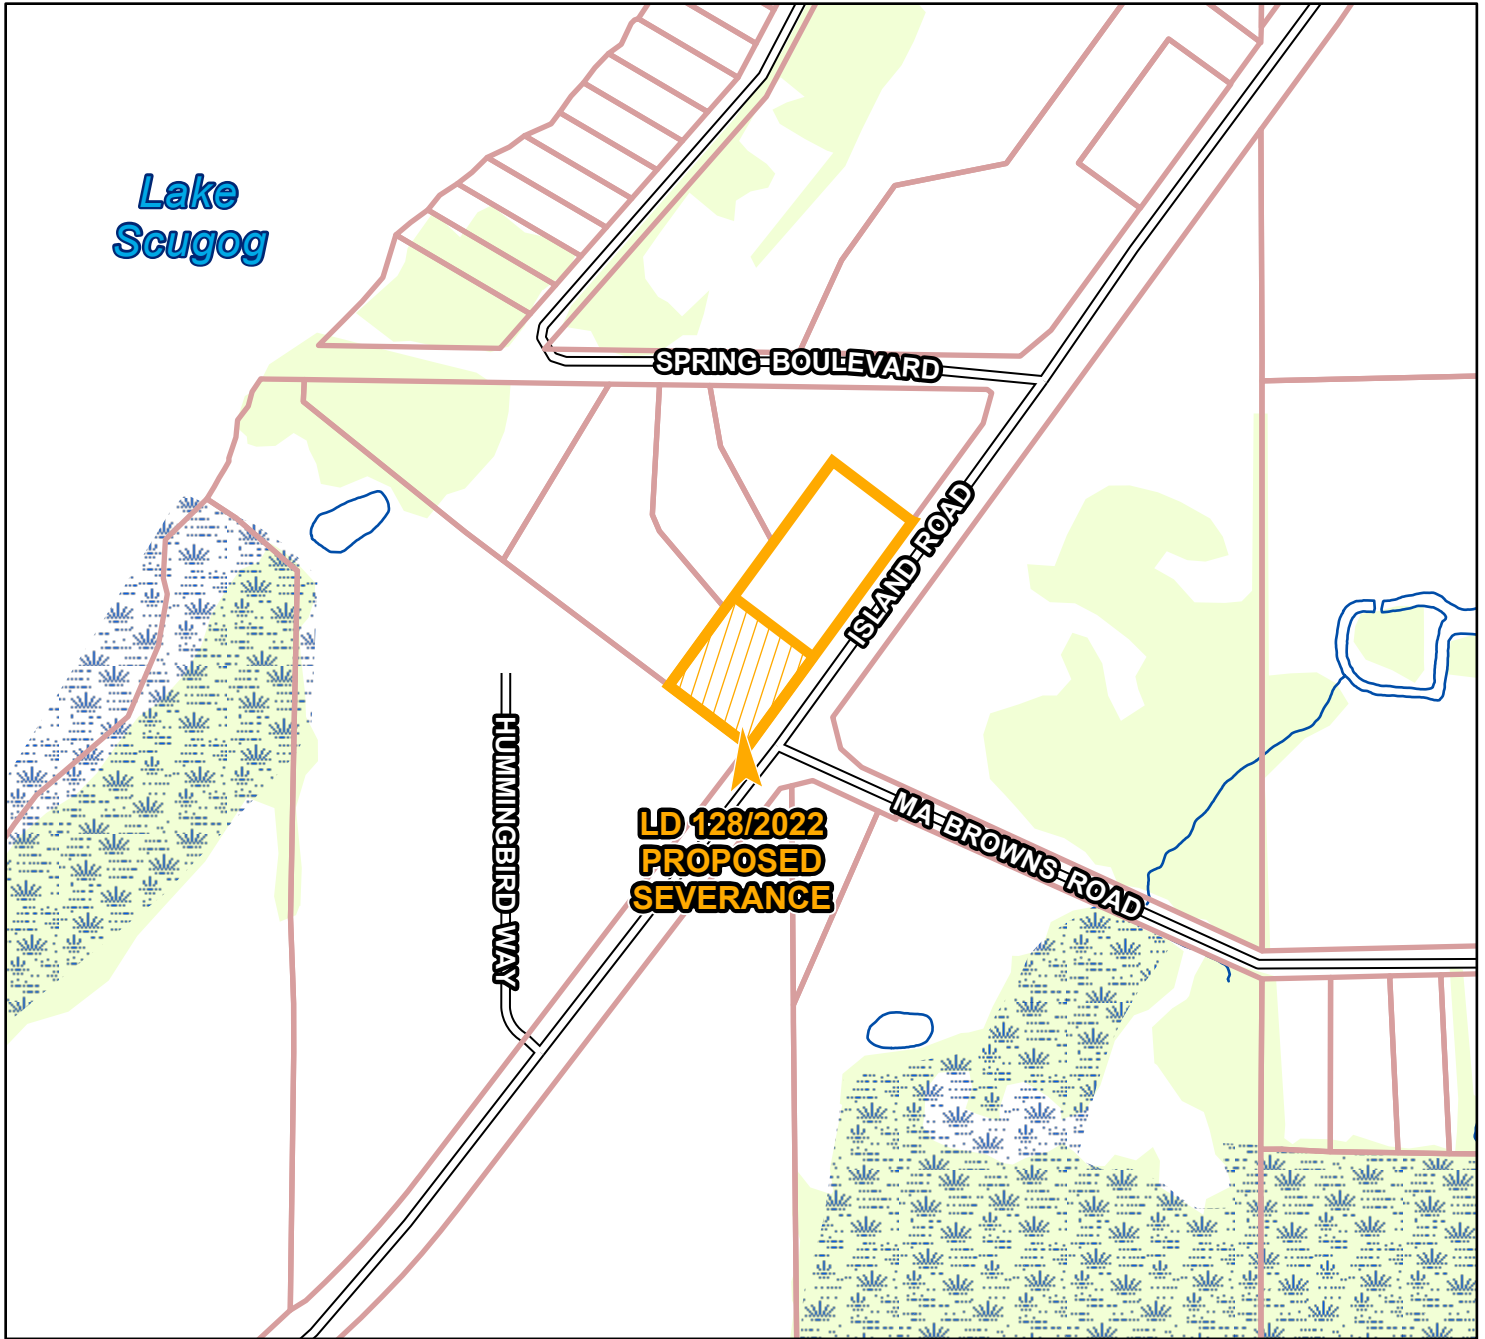 Lake
Scugog
SPRING BOULEVARD
ISLAND ROAD
HUMMINGBIRD WAY
LD 128/2022
PROPOSED
SEVERANCE
MA BROWNS ROAD